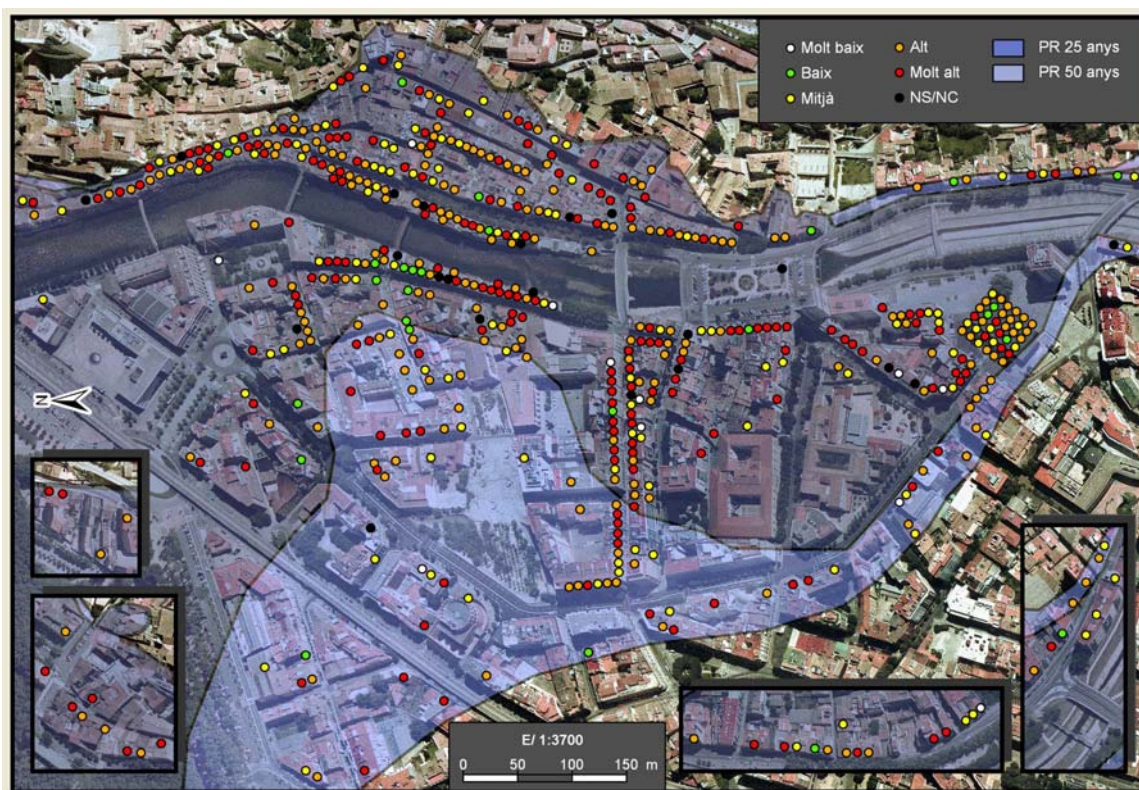 Molt baix
Alt
PR 25 anys
Baix
Molt alt
PR 50 anys
Mitjà
NS/NC
N
E/ 1:3700
0 50 100 150 m